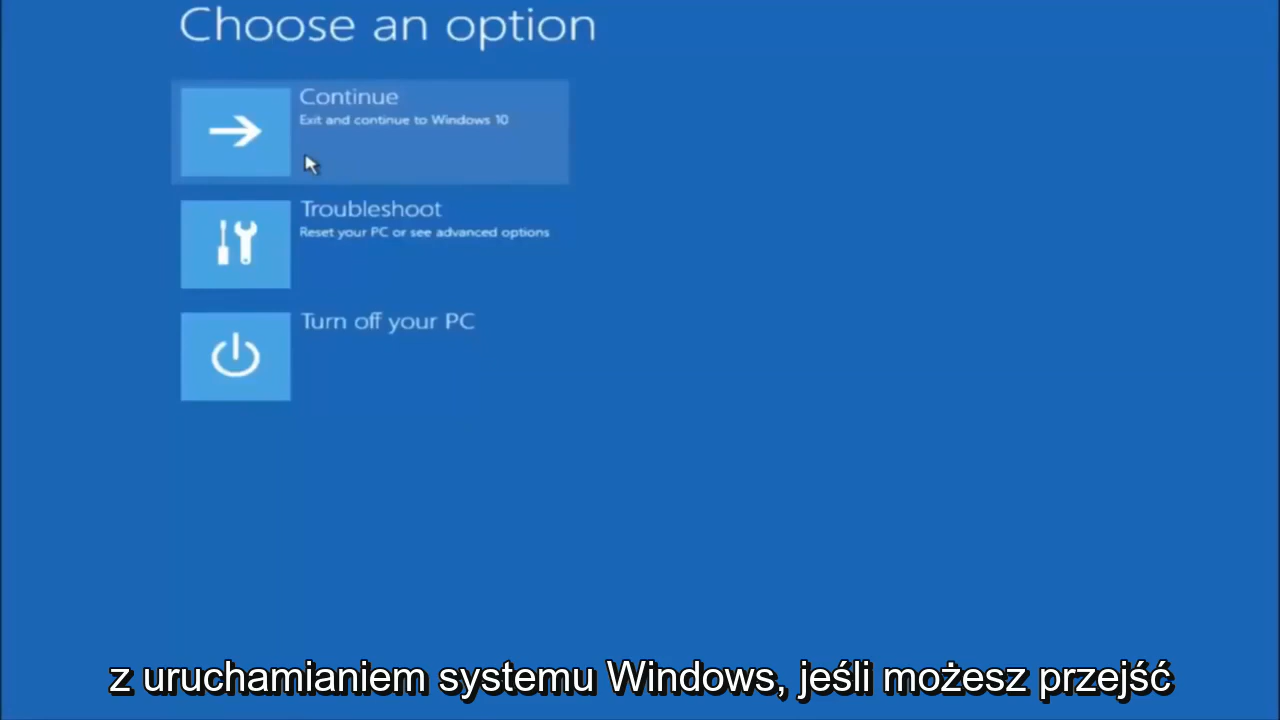 Choose an option
Continue
Exit and continue to Windows 10
Troubleshoot
Reset your PC or see advanced options
Turn off your PC
z uruchamianiem systemu Windows, jeśli możesz przejść